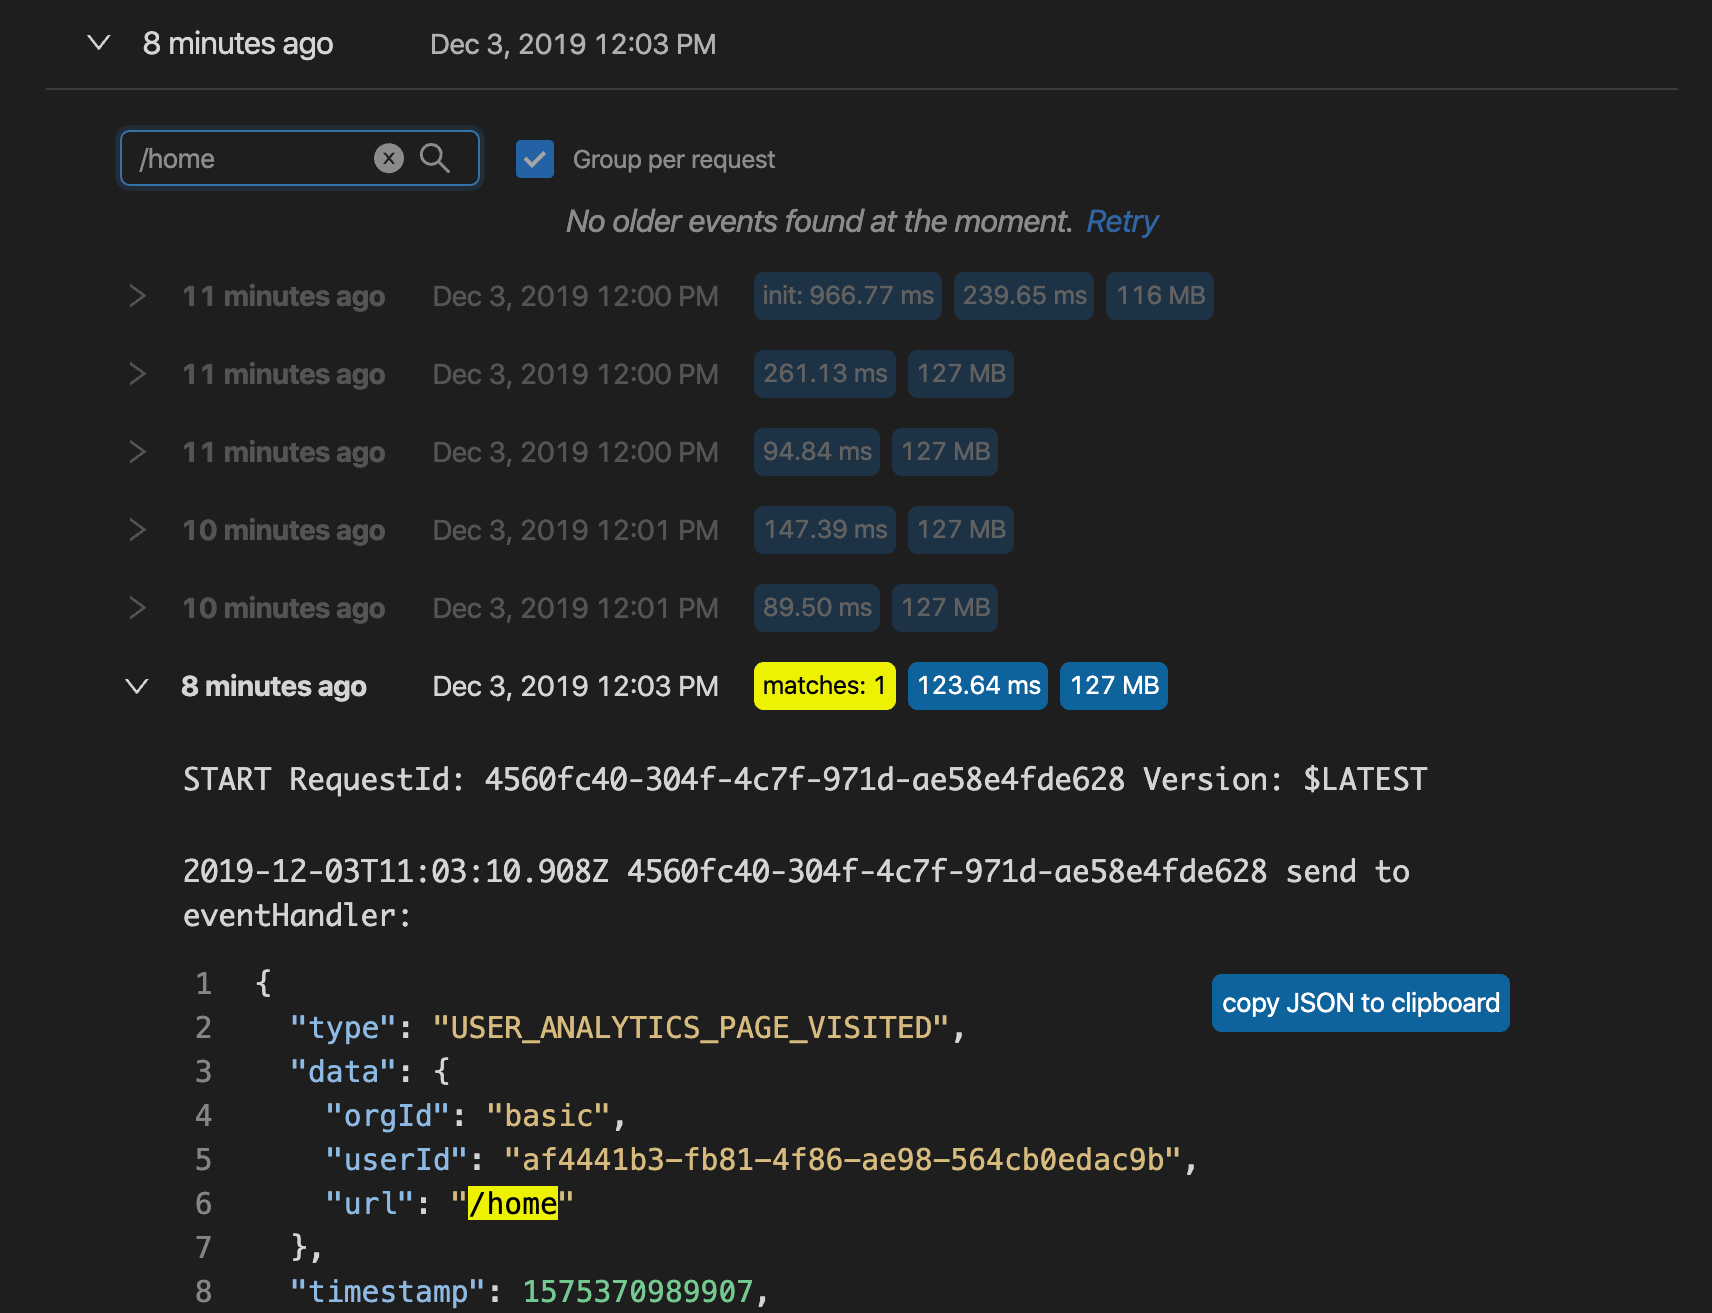 8 minutes ago Dec 3, 2019 12:03 PM
/home Group per request
No older events found at the moment. Retry
11 minutes ago Dec 3, 2019 12:00 PM init: 966.77 ms 239.65 ms 116 MB
11 minutes ago Dec 3, 2019 12:00 PM 261.13 ms 127 MB
11 minutes ago Dec 3, 2019 12:00 PM 94.84 ms 127 MB
10 minutes ago Dec 3, 2019 12:01 PM 147.39 ms 127 MB
10 minutes ago Dec 3, 2019 12:01 PM 89.50 ms 127 MB
8 minutes ago Dec 3, 2019 12:03 PM matches: 1 123.64 ms 127 MB
START RequestId: 4560fc40-304f-4c7f-971d-ae58e4fde628 Version: $LATEST
2019-12-03T11:03:10.908Z 4560fc40-304f-4c7f-971d-ae58e4fde628 send to
eventHandler:
1 {
copy JSON to clipboard
2 "type": "USER_ANALYTICS_PAGE_VISITED",
3 "data": {
4 "orgId": "basic",
5 "userId": "af4441b3-fb81-4f86-ae98-564cb0edac9b",
6 "url": "/home"
7 },
8 "timestamp": 1575370989907,